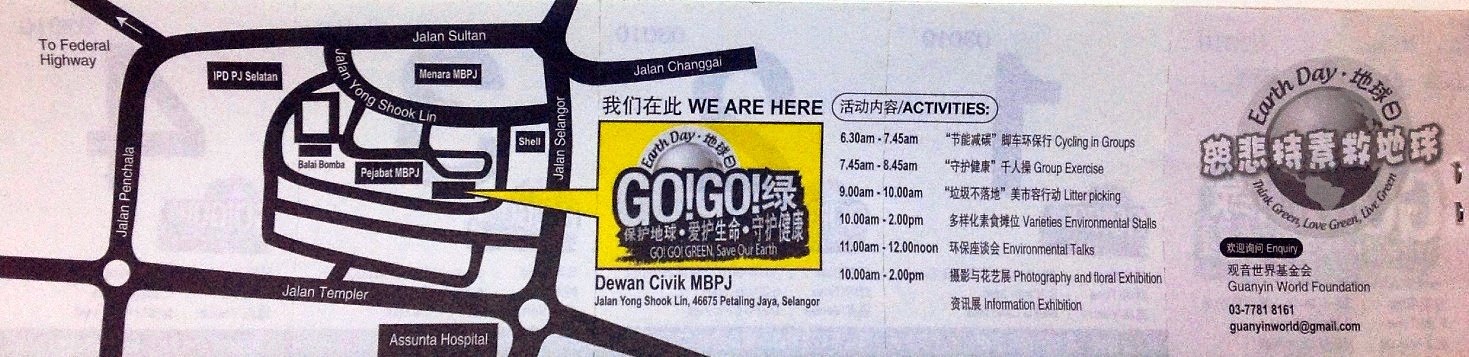 To Federal
Highway
Jalan Sultan
IPD PJ Selatan
Menara MBPJ
Jalan Changgai
Jalan Yong Shook Lin
Shell
Balai Bomba
Pejabat MBPJ
Jalan Selangor
Jalan Penchala
Jalan Templer
Assunta Hospital
我们在此 WE ARE HERE
Earth Day · 地球日
GO!GO!绿
保护地球·爱护生命·守护健康
GO! GO! GREEN, Save Our Earth
Dewan Civik MBPJ
Jalan Yong Shook Lin, 46675 Petaling Jaya, Selangor
活动内容/ACTIVITIES:
6.30am - 7.45am “节能减碳”脚车环保行 Cycling in Groups
7.45am - 8.45am “守护健康”千人操 Group Exercise
9.00am - 10.00am “垃圾不落地”美市容行动 Litter picking
10.00am - 2.00pm 多样化素食摊位 Varieties Environmental Stalls
11.00am - 12.00noon 环保座谈会 Environmental Talks
10.00am - 2.00pm 摄影与花艺展 Photography and floral Exhibition
资讯展 Information Exhibition
Earth Day · 地球日
慈悲持素救地球
Think Green, Love Green, Live Green
欢迎询问 Enquiry
观音世界基金会
Guanyin World Foundation
03-7781 8161
guanyinworld@gmail.com